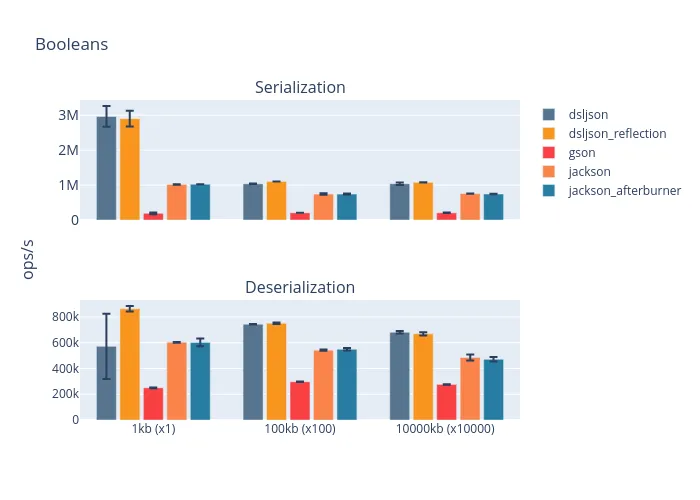 Booleans
Serialization
3M
2M
1M
0
dsljson
dsljson_reflection
gson
jackson
jackson_afterburner
ops/s
Deserialization
800k
600k
400k
200k
0
1kb (x1)
100kb (x100)
10000kb (x10000)